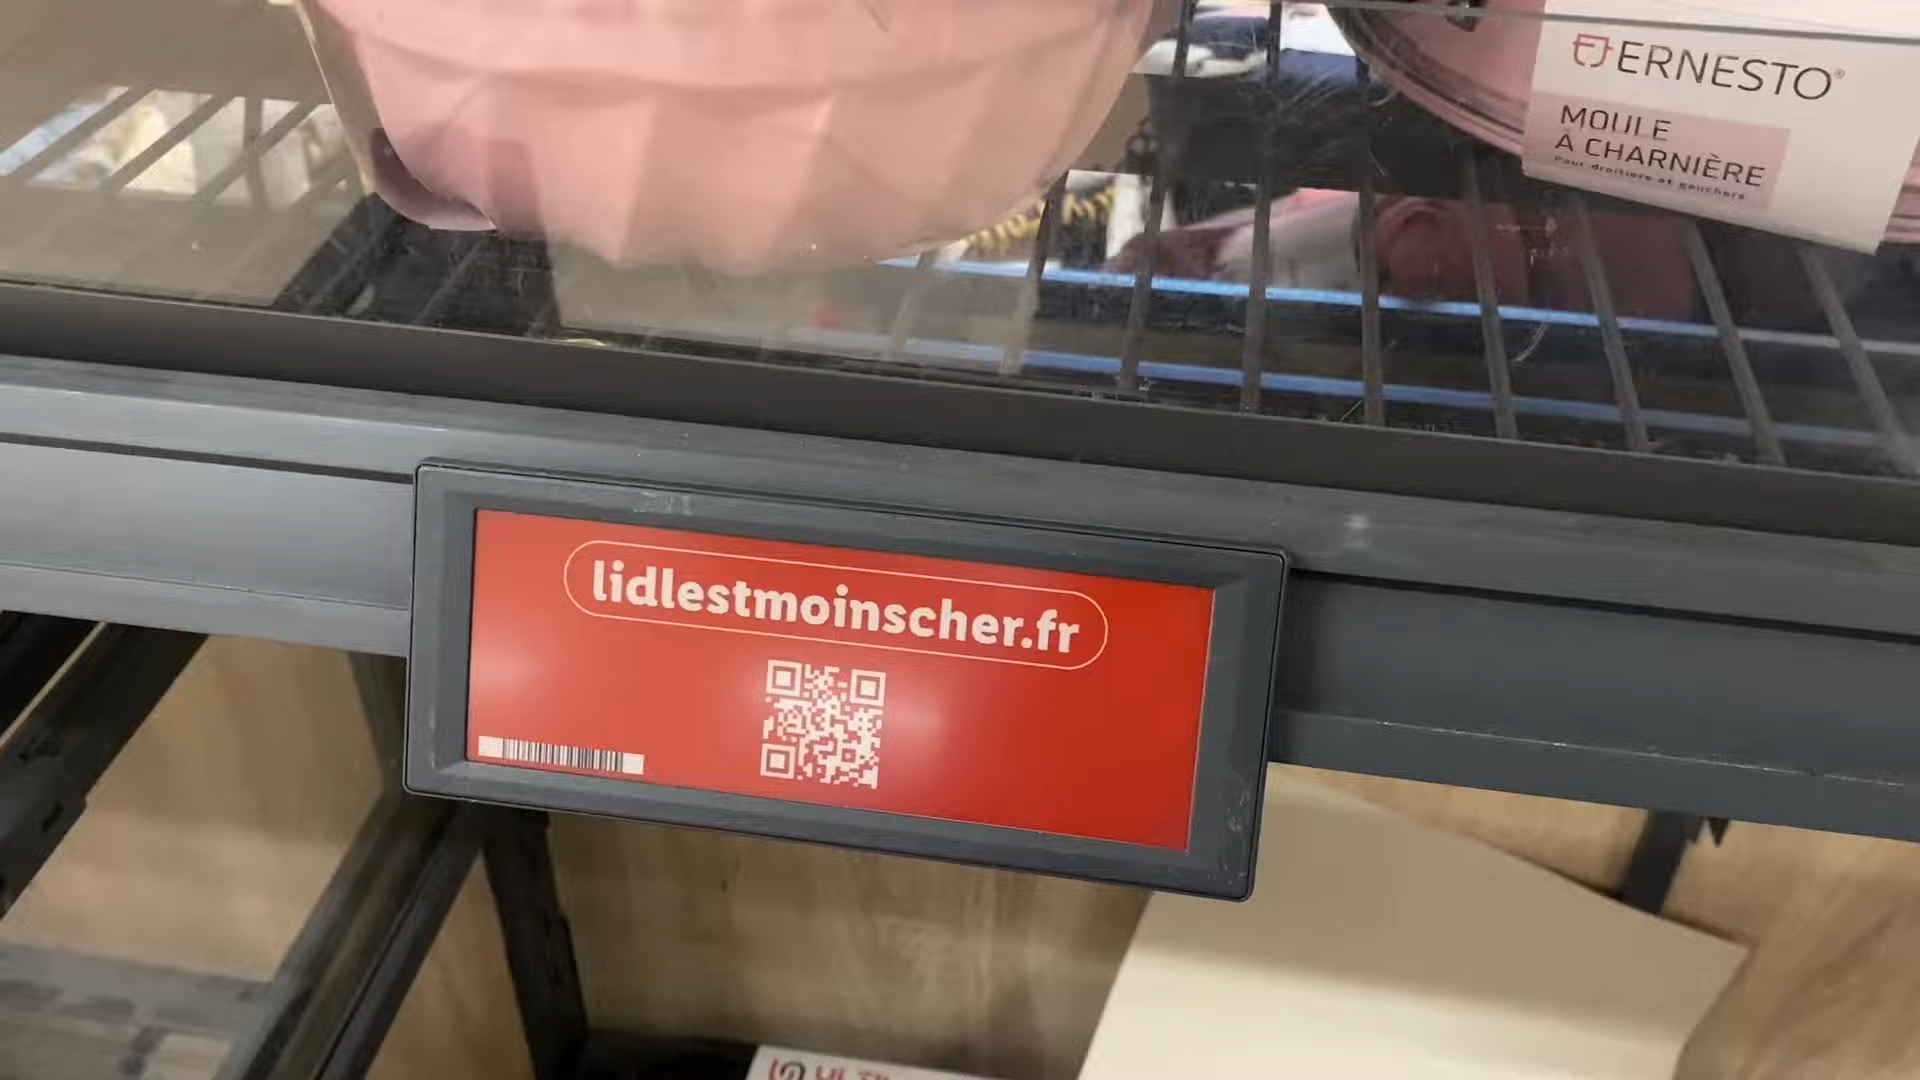 ERNESTO®
MOULE
À CHARNIÈRE
Pour droitiers et gauchers
lidlestmoinscher.fr